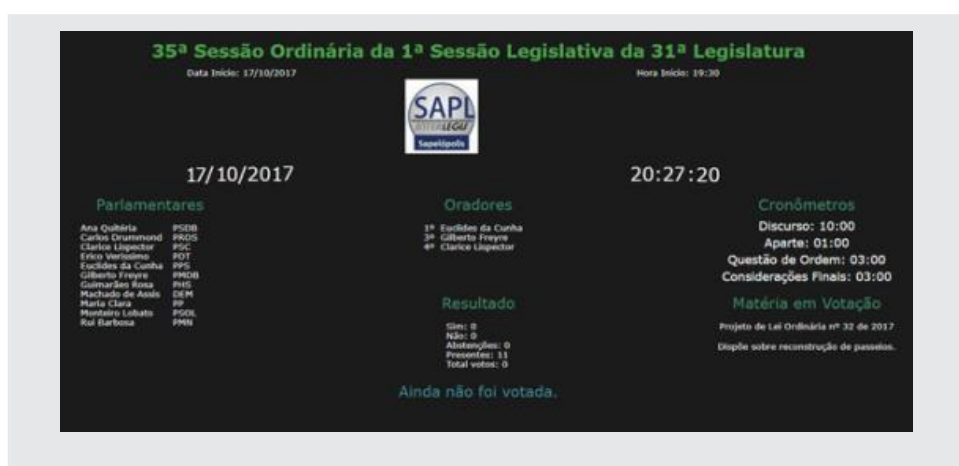 35ª Sessão Ordinária da 1ª Sessão Legislativa da 31ª Legislatura
Data Início: 17/10/2017
Hora Início: 19:30
SAPL
INTERLEGIS
Sapelópolis
17/10/2017
20:27:20
Parlamentares
Ana Quitéria PSDB
Carlos Drummond PROS
Clarice Lispector PSC
Erico Verissimo PDT
Euclides da Cunha PPS
Gilberto Freyre PMDB
Guimarães Rosa PHS
Machado de Assis DEM
Maria Clara PP
Monteiro Lobato PSOL
Rui Barbosa PMN
Oradores
1º Euclides da Cunha
3º Gilberto Freyre
4º Clarice Lispector
Resultado
Sim: 0
Não: 0
Abstenções: 0
Presentes: 11
Total votos: 0
Cronômetros
Discurso: 10:00
Aparte: 01:00
Questão de Ordem: 03:00
Considerações Finais: 03:00
Matéria em Votação
Projeto de Lei Ordinária nº 32 de 2017
Dispõe sobre reconstrução de passeios.
Ainda não foi votada.